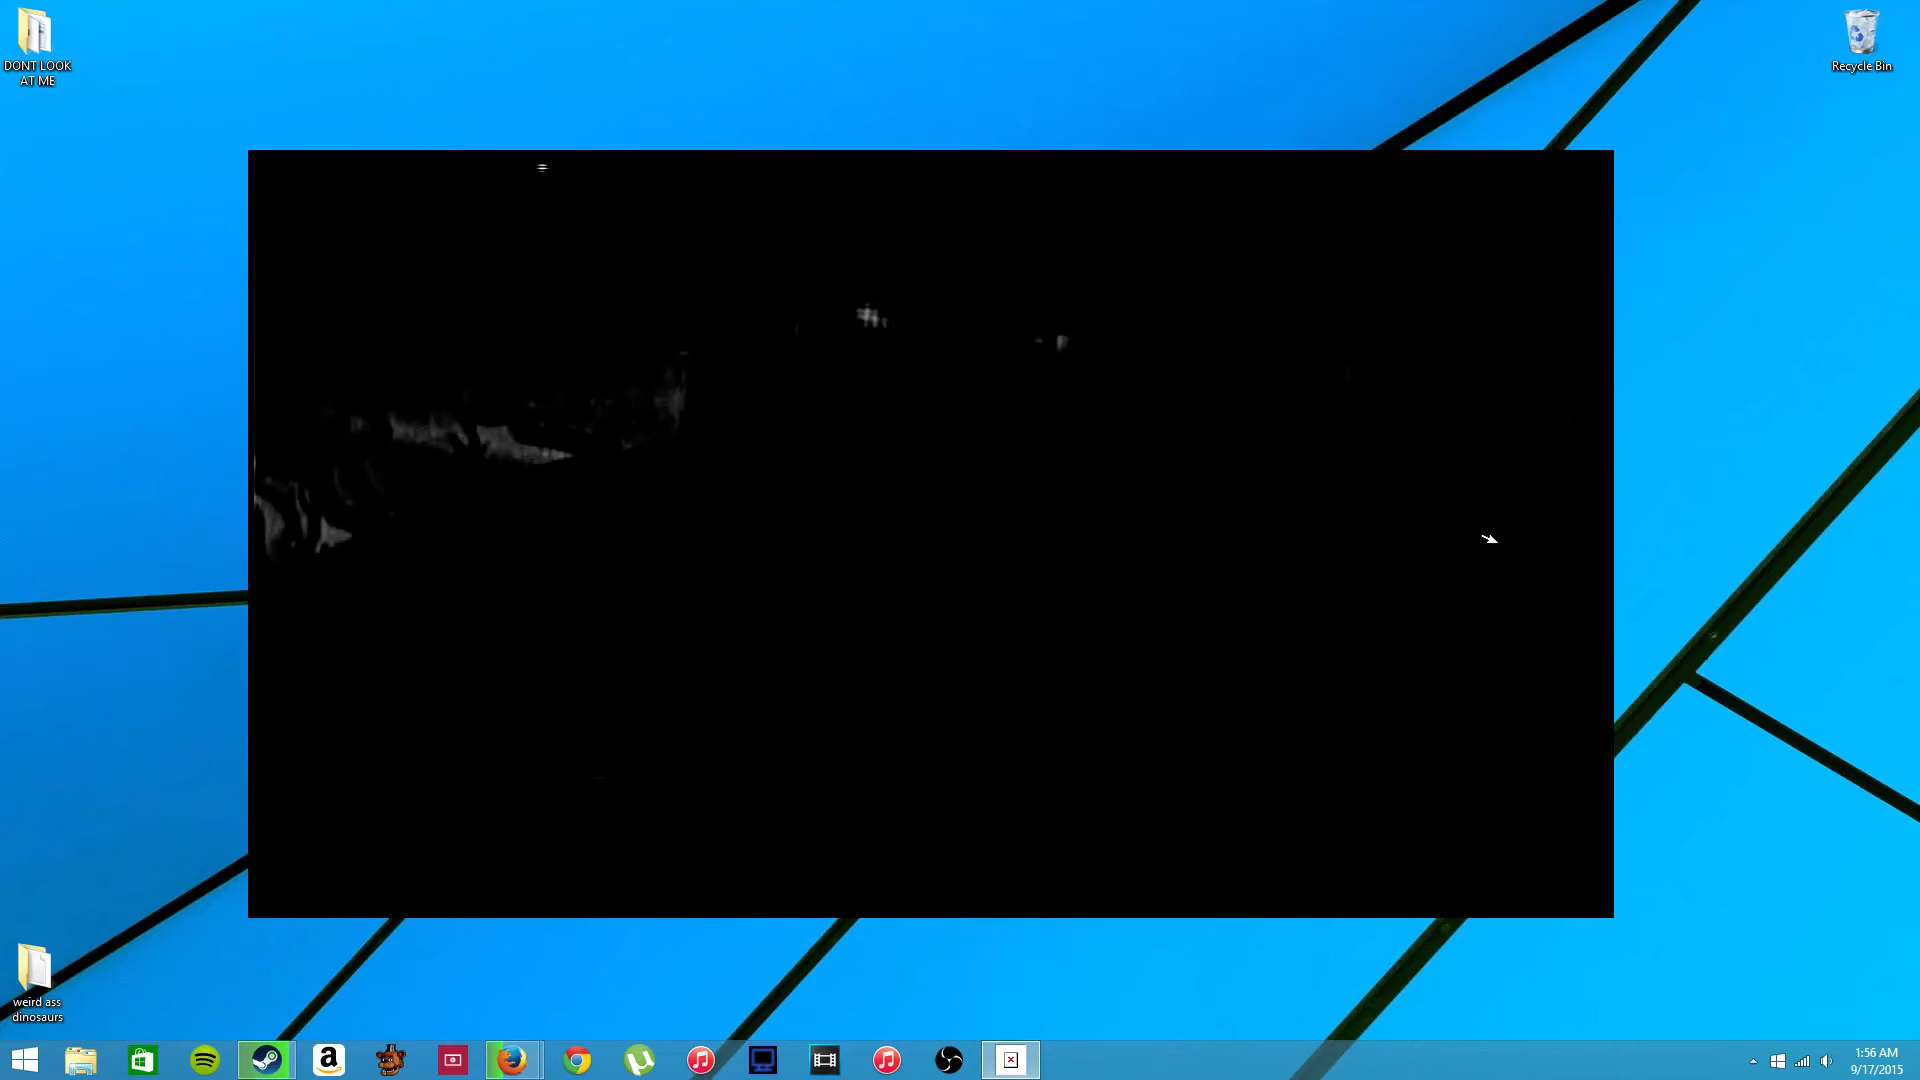 DONT LOOK
AT ME
Recycle Bin
weird ass
dinosaurs
1:56 AM
9/17/2015